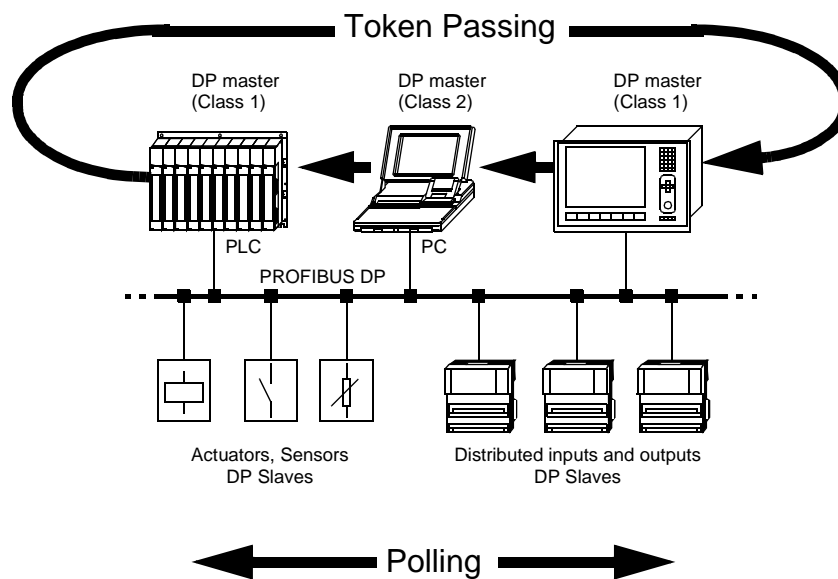 Token Passing
DP master
(Class 1)
DP master
(Class 2)
DP master
(Class 1)
PLC
PC
PROFIBUS DP
Actuators, Sensors
DP Slaves
Distributed inputs and outputs
DP Slaves
Polling